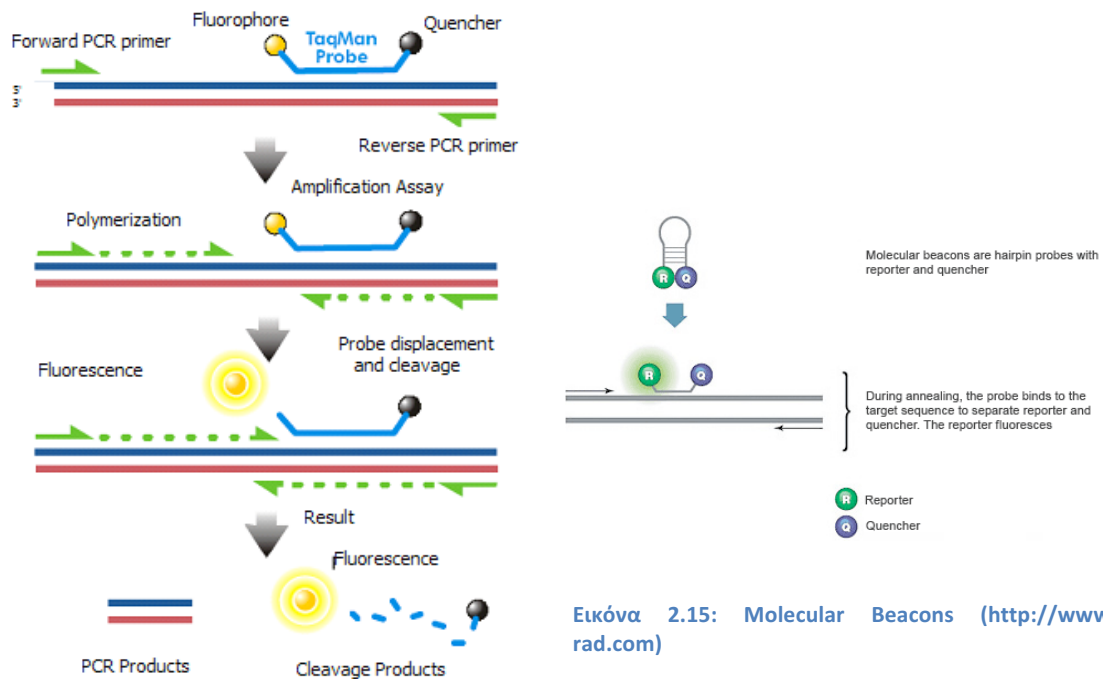 Fluorophore
Quencher
Forward PCR primer
TaqMan
Probe
5'
3'
Reverse PCR primer
Amplification Assay
Polymerization
Probe displacement
and cleavage
Fluorescence
Result
Fluorescence
PCR Products
Cleavage Products
R Q
Molecular beacons are hairpin probes with
reporter and quencher
R Q
During annealing, the probe binds to the
target sequence to separate reporter and
quencher. The reporter fluoresces
R Reporter
Q Quencher
Εικόνα 2.15: Molecular Beacons (http://www
rad.com)